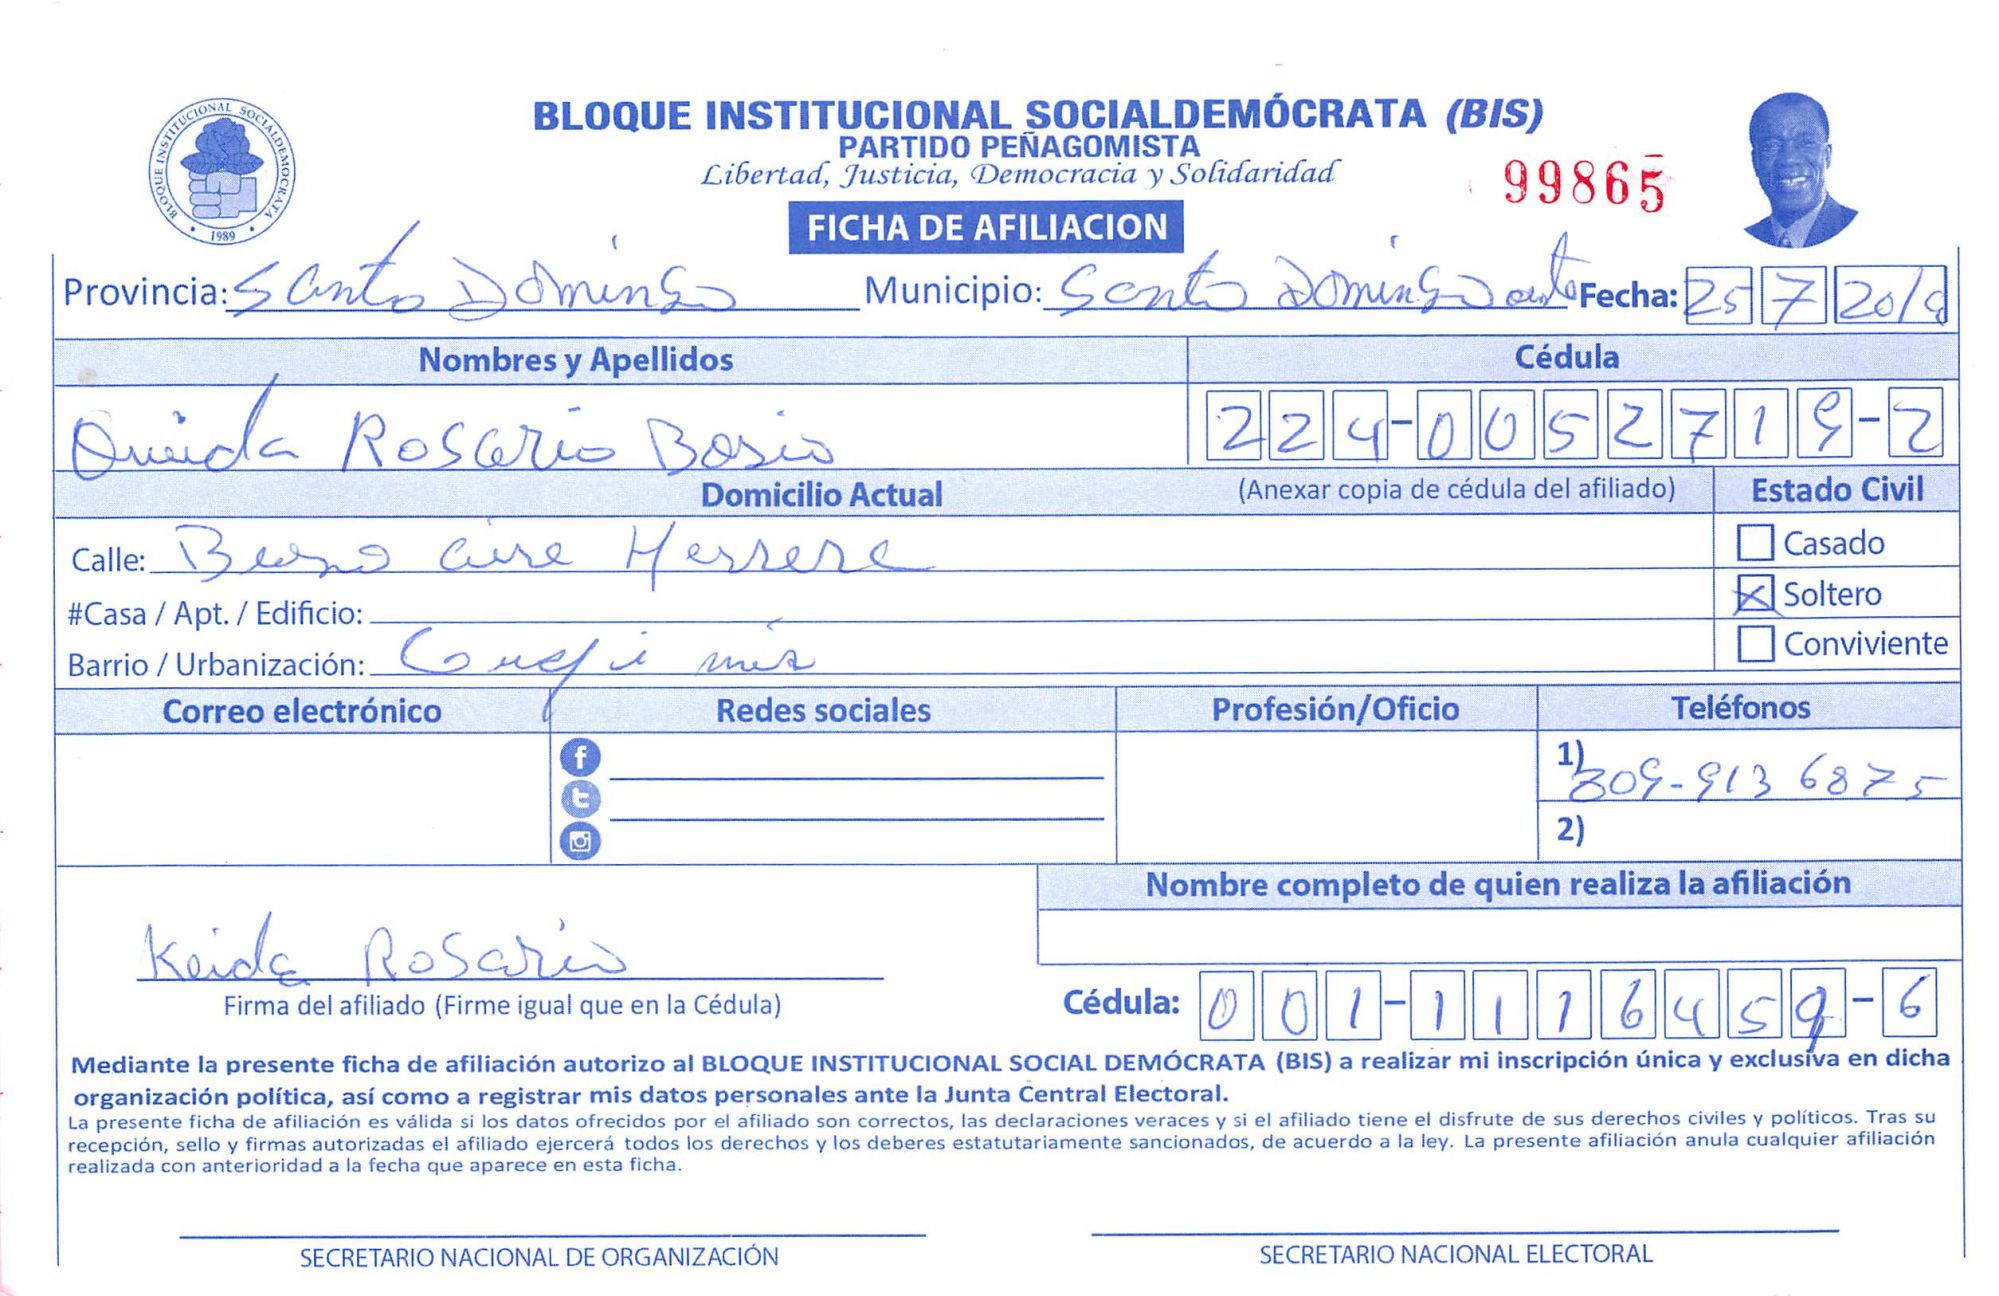 BLOQUE INSTITUCIONAL SOCIALDEMÓCRATA (BIS)
PARTIDO PEÑAGOMISTA
Libertad, Justicia, Democracia y Solidaridad
99865
BLOQUE INSTITUCIONAL SOCIALDEMOCRATA
1989
FICHA DE AFILIACION
Provincia: Santo Domingo Municipio: Santo Domingo Fecha: 25 7 2019
Nombres y Apellidos Cédula
Rosario 224-0052719-2
Domicilio Actual (Anexar copia de cédula del afiliado) Estado Civil
Calle: Herrera Casado
#Casa / Apt. / Edificio: Soltero
Barrio / Urbanización: Conviviente
Correo electrónico Redes sociales Profesión/Oficio Teléfonos
1) 809-913 6875
2)
Nombre completo de quien realiza la afiliación
Keida Rosario
Firma del afiliado (Firme igual que en la Cédula) Cédula: 001-1116459-6
Mediante la presente ficha de afiliación autorizo al BLOQUE INSTITUCIONAL SOCIAL DEMÓCRATA (BIS) a realizar mi inscripción única y exclusiva en dicha
organización política, así como a registrar mis datos personales ante la Junta Central Electoral.
La presente ficha de afiliación es válida si los datos ofrecidos por el afiliado son correctos, las declaraciones veraces y si el afiliado tiene el disfrute de sus derechos civiles y políticos. Tras su
recepción, sello y firmas autorizadas el afiliado ejercerá todos los derechos y los deberes estatutariamente sancionados, de acuerdo a la ley. La presente afiliación anula cualquier afiliación
realizada con anterioridad a la fecha que aparece en esta ficha.
SECRETARIO NACIONAL DE ORGANIZACIÓN SECRETARIO NACIONAL ELECTORAL